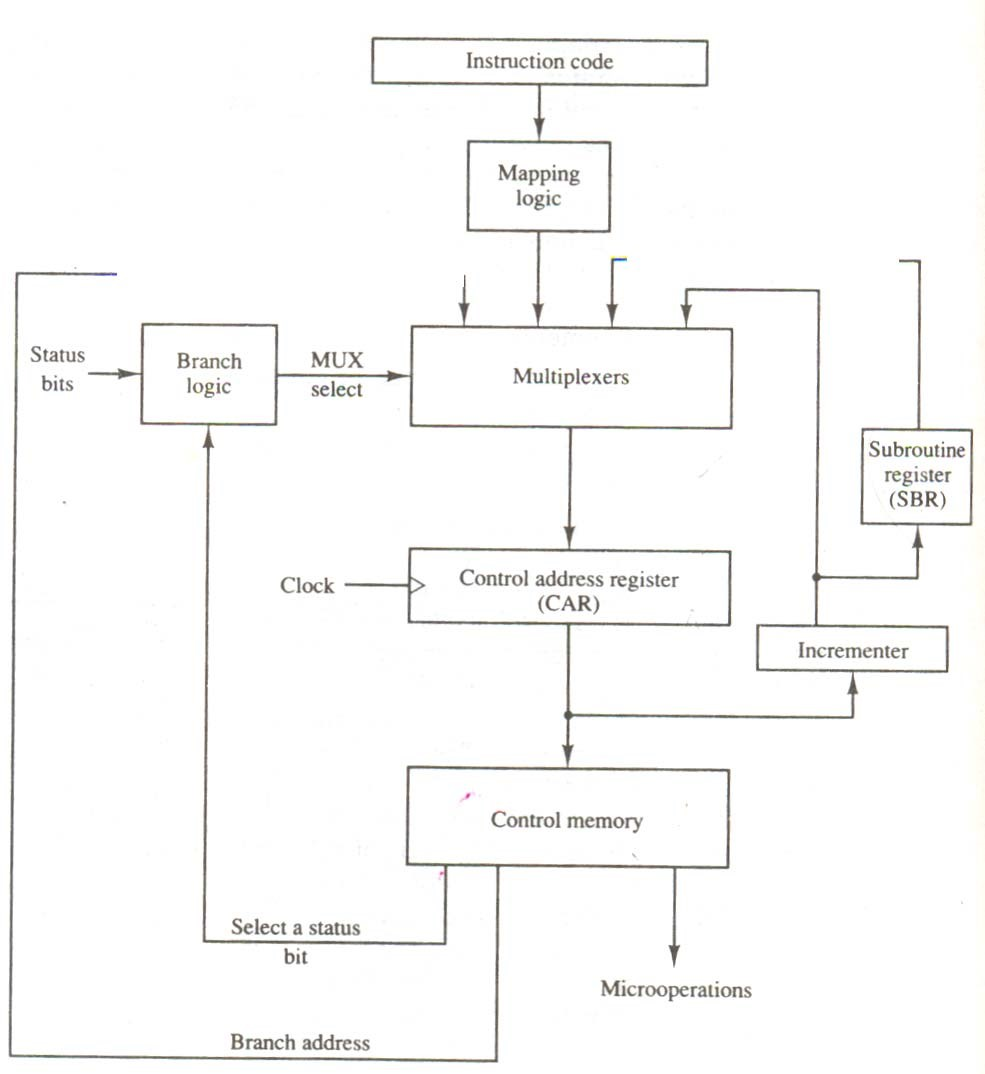 Instruction code
Mapping
logic
Status
bits
Branch
logic
MUX
select
Multiplexers
Subroutine
register
(SBR)
Clock
Control address register
(CAR)
Incrementer
Control memory
Select a status
bit
Microoperations
Branch address